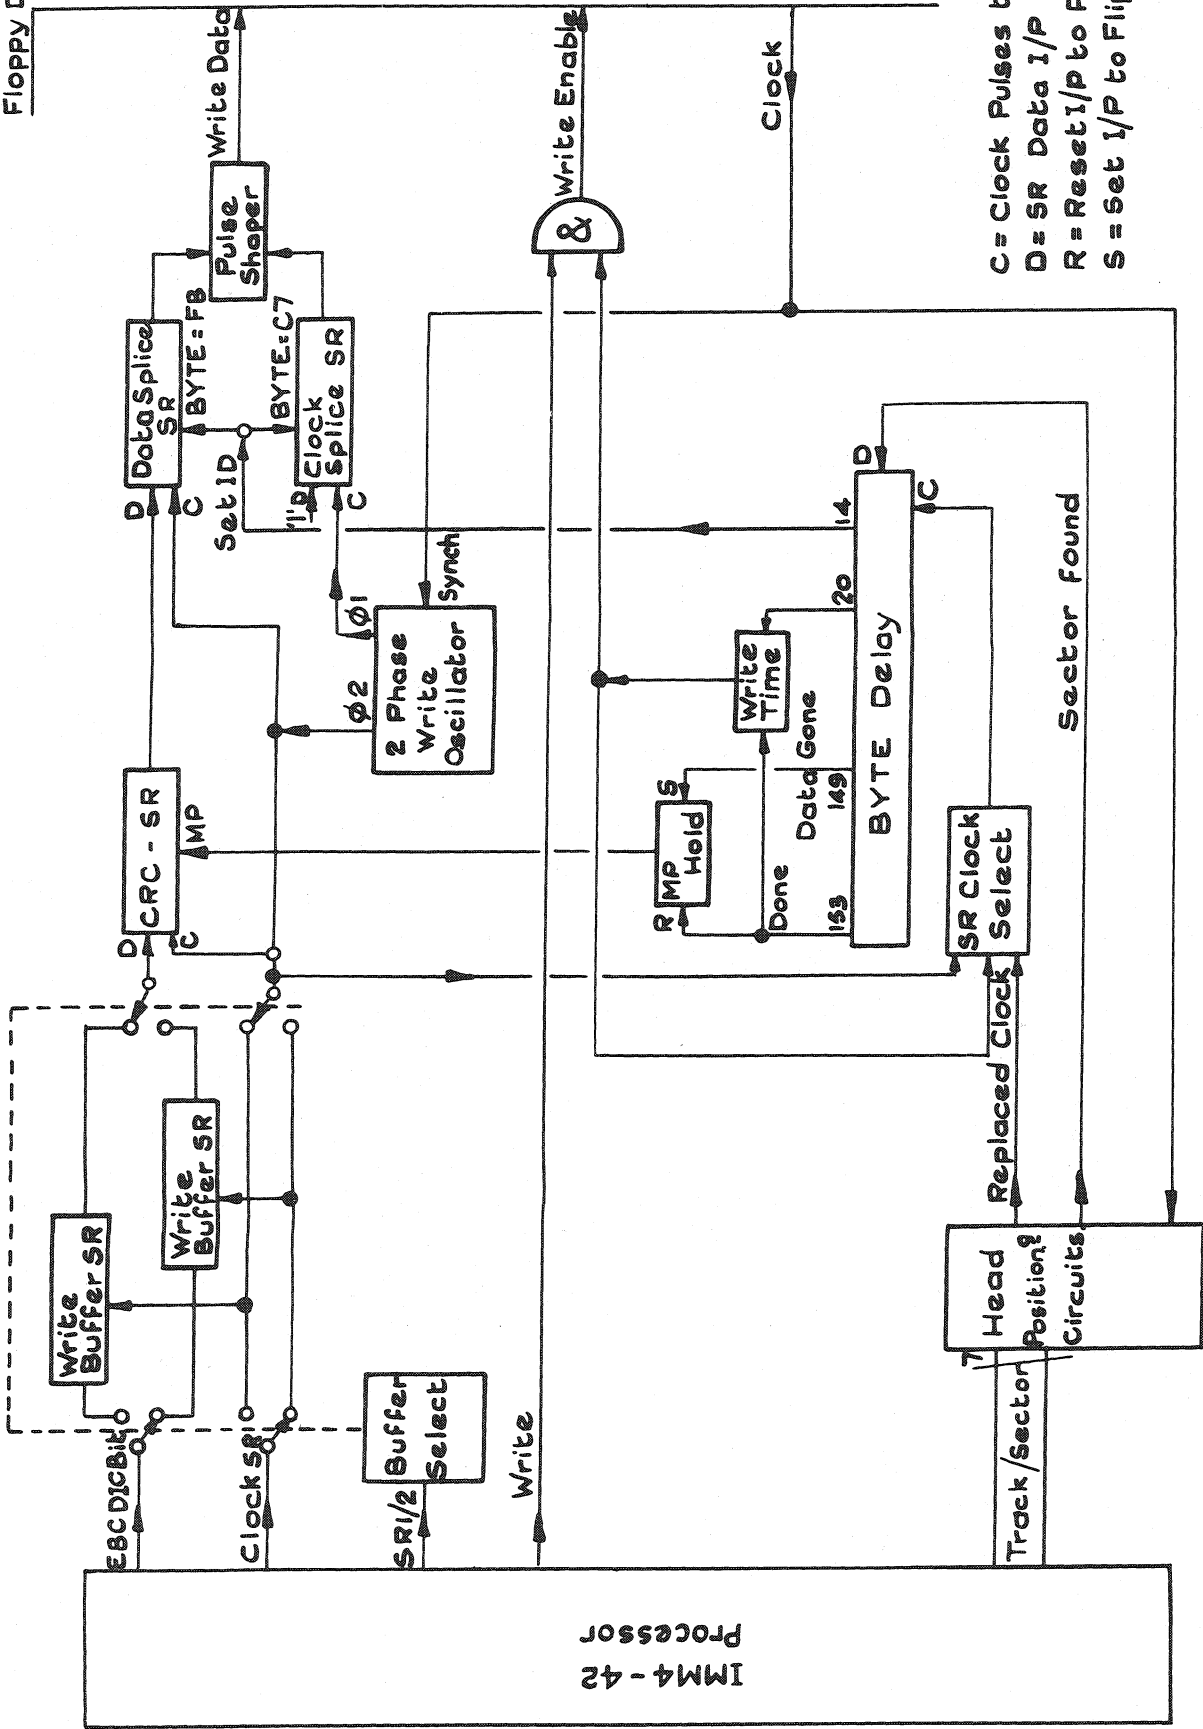 Floppy D
Write Data
Write Enable
Clock
C = Clock Pulses t
D = SR Data I/P
R = Reset I/P to F
S = Set I/P to Flip
Pulse
Shaper
&
Data Splice
SR
BYTE = FB
BYTE = C7
Clock
Splice SR
D
C
Set ID
'1'
D
C
Synch
Ø1
Ø2
2 Phase
Write
Oscillator
CRC - SR
MP
D
C
D
C
14
20
149
153
BYTE Delay
Write
Time
Data Gone
Done
S
MP
Hold
R
SR Clock
Select
Sector found
Replaced Clock
Write
Buffer SR
Write
Buffer SR
Buffer
Select
EBCDIC Bit
Clock SR
SR1/2
Write
Track/Sector
7
Head
Position.g
Circuits.
IMM4-42
Processor